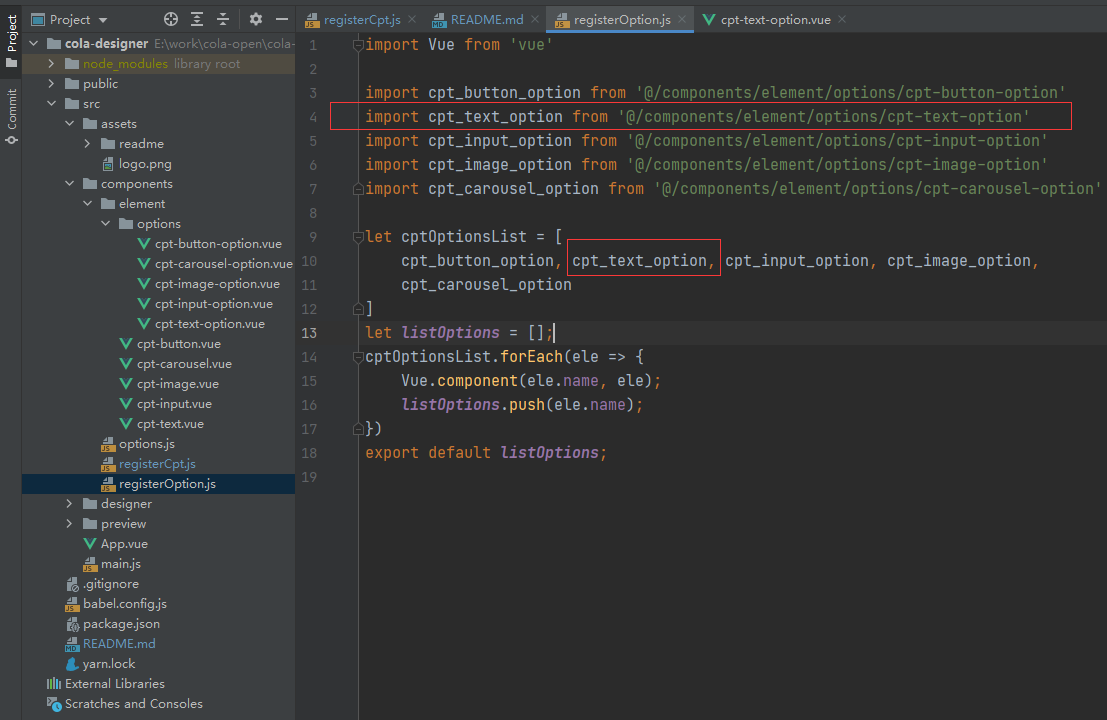 Project
Commit
Project
cola-designer E:\work\cola-open\cola-
node_modules library root
public
src
assets
readme
logo.png
components
element
options
cpt-button-option.vue
cpt-carousel-option.vue
cpt-image-option.vue
cpt-input-option.vue
cpt-text-option.vue
cpt-button.vue
cpt-carousel.vue
cpt-image.vue
cpt-input.vue
cpt-text.vue
options.js
registerCpt.js
registerOption.js
designer
preview
App.vue
main.js
.gitignore
babel.config.js
package.json
README.md
yarn.lock
External Libraries
Scratches and Consoles
registerCpt.js README.md registerOption.js cpt-text-option.vue
1 import Vue from 'vue'
2
3 import cpt_button_option from '@/components/element/options/cpt-button-option'
4 import cpt_text_option from '@/components/element/options/cpt-text-option'
5 import cpt_input_option from '@/components/element/options/cpt-input-option'
6 import cpt_image_option from '@/components/element/options/cpt-image-option'
7 import cpt_carousel_option from '@/components/element/options/cpt-carousel-option'
8
9 let cptOptionsList = [
10 cpt_button_option, cpt_text_option, cpt_input_option, cpt_image_option,
11 cpt_carousel_option
12 ]
13 let listOptions = [];
14 cptOptionsList.forEach(ele => {
15 Vue.component(ele.name, ele);
16 listOptions.push(ele.name);
17 })
18 export default listOptions;
19